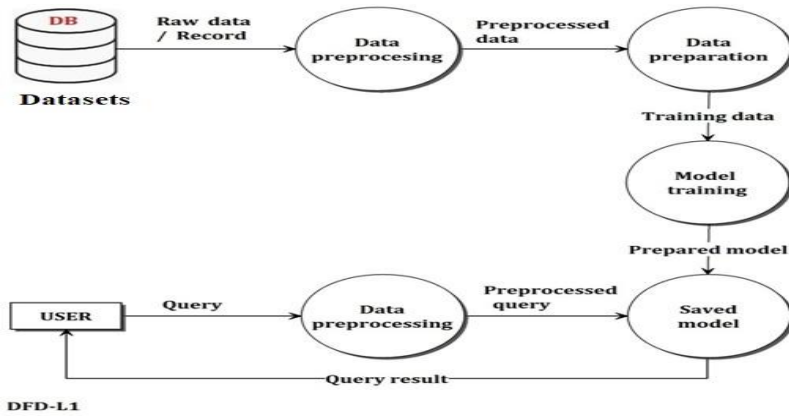 DB
Datasets
Raw data
/ Record
Data
preprocesing
Preprocessed
data
Data
preparation
Training data
Model
training
Prepared model
USER
Query
Data
preprocessing
Preprocessed
query
Saved
model
Query result
DFD-L1